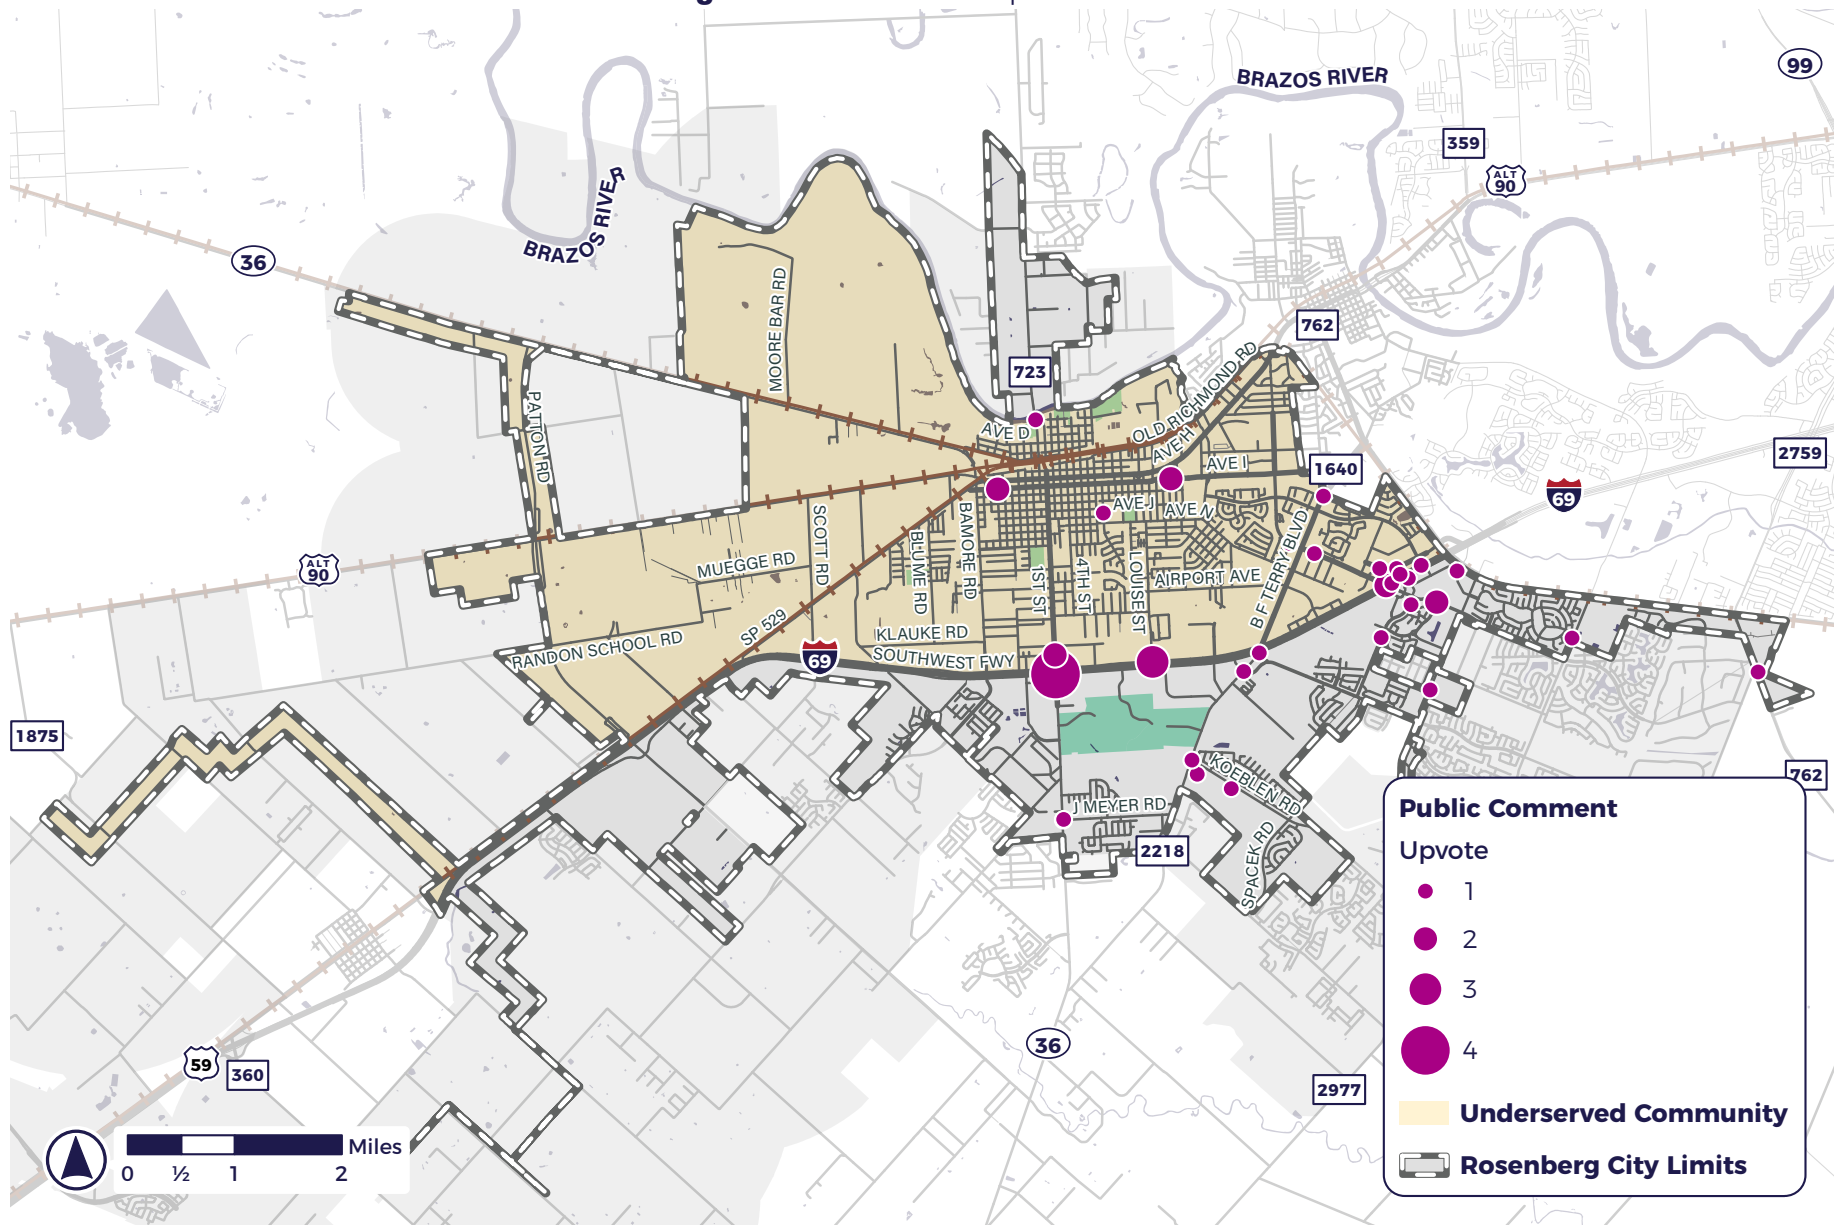 BRAZOS RIVER
99
359
ALT
90
BRAZOS RIVER
36
762
MOORE BAR RD
723
OLD RICHMOND RD
AVE D
AVE H
AVE I
1640
2759
69
PATTON RD
AVE J
AVE N
SCOTT RD
BLUME RD
BAMORE RD
MUEGGE RD
1ST ST
4TH ST
LOUISE ST
AIRPORT AVE
B F TERRY BLVD
ALT
90
SP 529
KLAUKE RD
RANDON SCHOOL RD
69
SOUTHWEST FWY
1875
KOEBLEN RD
762
J MEYER RD
2218
SPACEK RD
36
59
360
2977
Public Comment
Upvote
1
2
3
4
Underserved Community
Rosenberg City Limits
Miles
0 ½ 1 2